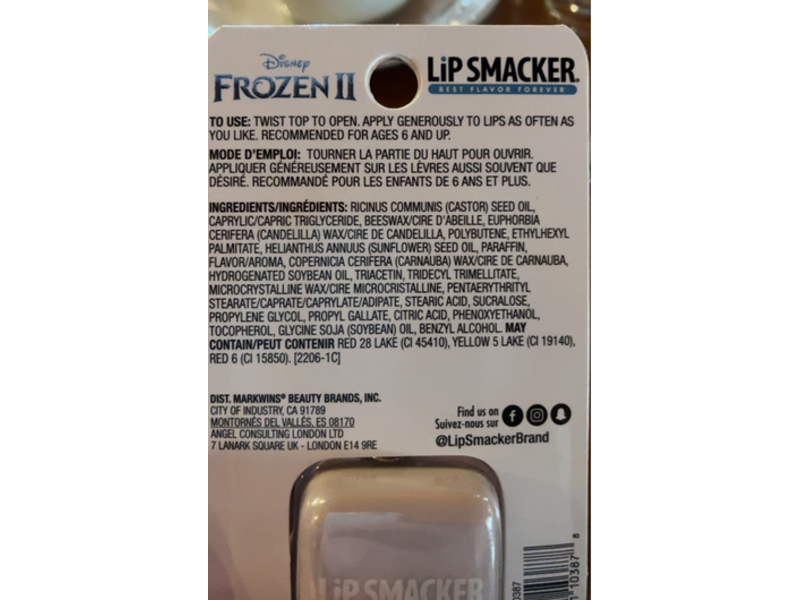 Disney
FROZEN II
LiP SMACKER®
BEST FLAVOR FOREVER
TO USE: TWIST TOP TO OPEN. APPLY GENEROUSLY TO LIPS AS OFTEN AS
YOU LIKE. RECOMMENDED FOR AGES 6 AND UP.
MODE D'EMPLOI: TOURNER LA PARTIE DU HAUT POUR OUVRIR.
APPLIQUER GÉNÉREUSEMENT SUR LES LÈVRES AUSSI SOUVENT QUE
DÉSIRÉ. RECOMMANDÉ POUR LES ENFANTS DE 6 ANS ET PLUS.
INGREDIENTS/INGRÉDIENTS: RICINUS COMMUNIS (CASTOR) SEED OIL,
CAPRYLIC/CAPRIC TRIGLYCERIDE, BEESWAX/CIRE D'ABEILLE, EUPHORBIA
CERIFERA (CANDELILLA) WAX/CIRE DE CANDELILLA, POLYBUTENE, ETHYLHEXYL
PALMITATE, HELIANTHUS ANNUUS (SUNFLOWER) SEED OIL, PARAFFIN,
FLAVOR/AROMA, COPERNICIA CERIFERA (CARNAUBA) WAX/CIRE DE CARNAUBA,
HYDROGENATED SOYBEAN OIL, TRIACETIN, TRIDECYL TRIMELLITATE,
MICROCRYSTALLINE WAX/CIRE MICROCRISTALLINE, PENTAERYTHRITYL
STEARATE/CAPRATE/CAPRYLATE/ADIPATE, STEARIC ACID, SUCRALOSE,
PROPYLENE GLYCOL, PROPYL GALLATE, CITRIC ACID, PHENOXYETHANOL,
TOCOPHEROL, GLYCINE SOJA (SOYBEAN) OIL, BENZYL ALCOHOL. MAY
CONTAIN/PEUT CONTENIR RED 28 LAKE (CI 45410), YELLOW 5 LAKE (CI 19140),
RED 6 (CI 15850). [2206-1C]
DIST. MARKWINS® BEAUTY BRANDS, INC.
CITY OF INDUSTRY, CA 91789
MONTORNÉS DEL VALLÉS, ES 08170
ANGEL CONSULTING LONDON LTD
7 LANARK SQUARE UK - LONDON E14 9RE
Find us on
Suivez-nous sur
@LipSmackerBrand
LiP SMACKER
10387 8